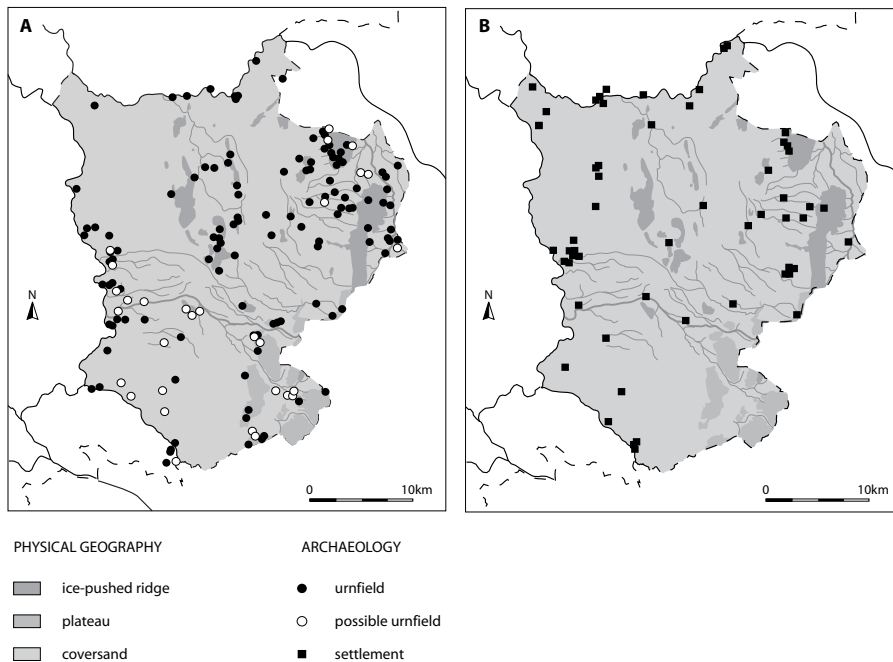 A
B
N
N
0 10km
0 10km
PHYSICAL GEOGRAPHY
ARCHAEOLOGY
ice-pushed ridge
urnfield
plateau
possible urnfield
coversand
settlement